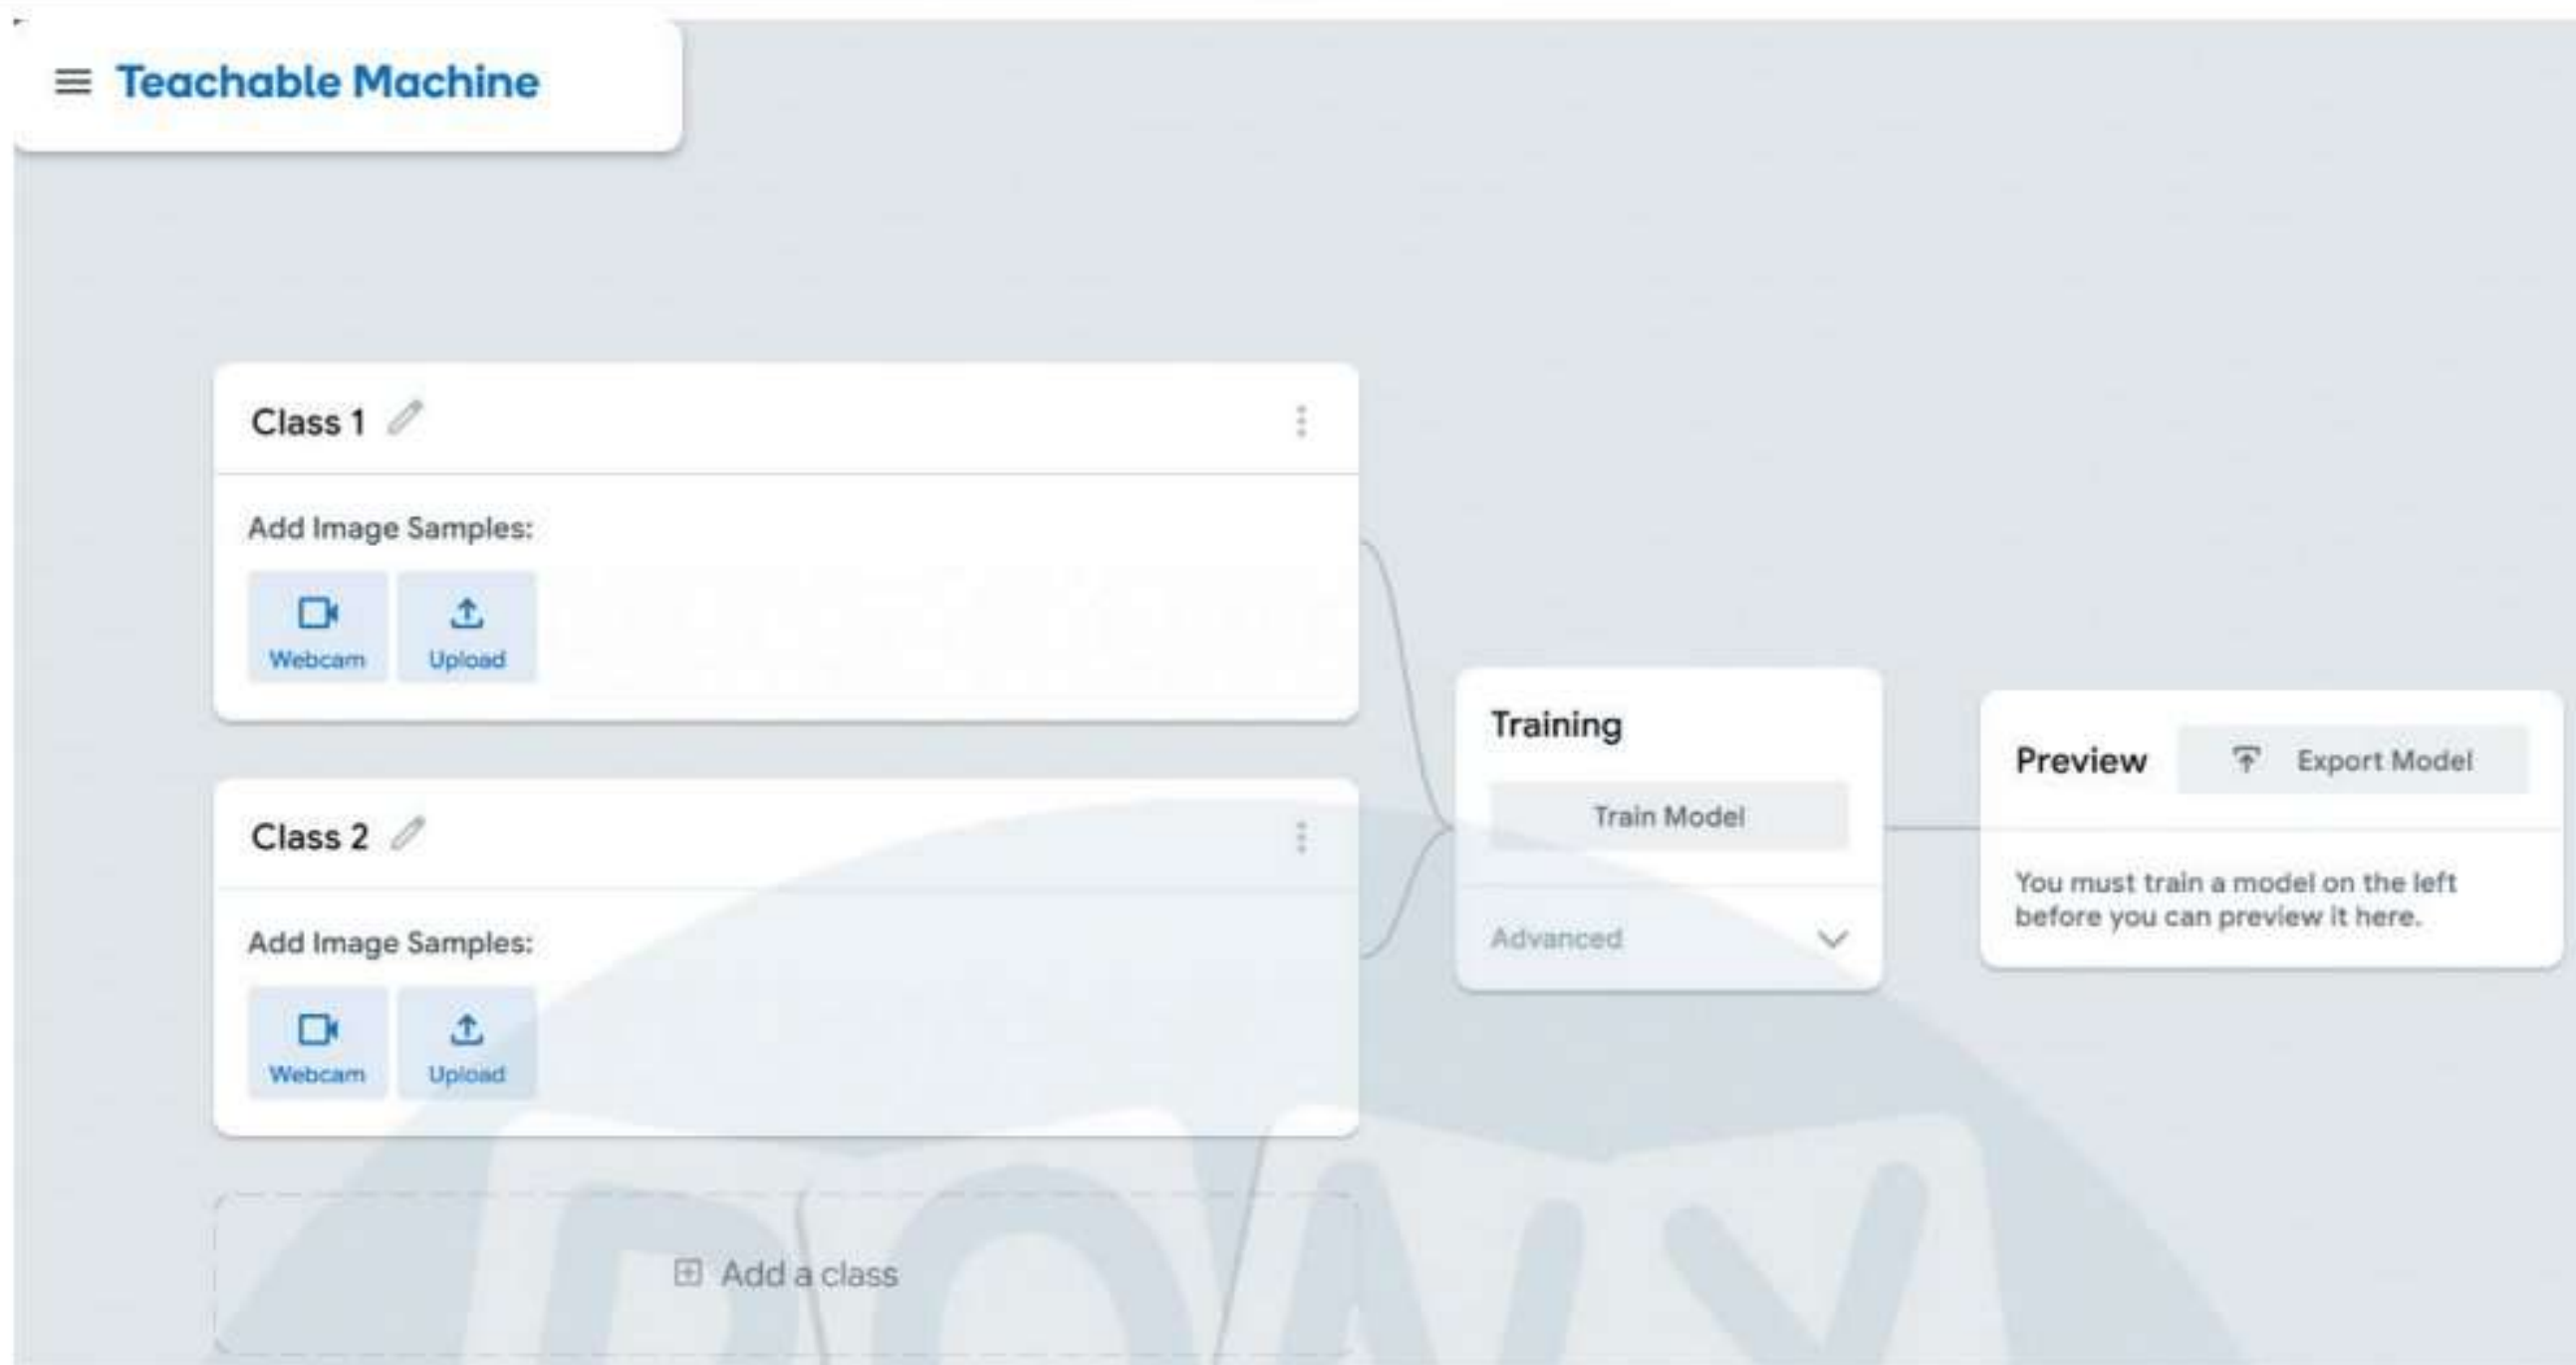 Teachable Machine
Class 1
Add Image Samples:
Webcam
Upload
Class 2
Add Image Samples:
Webcam
Upload
Add a class
Training
Train Model
Advanced
Preview
Export Model
You must train a model on the left
before you can preview it here.